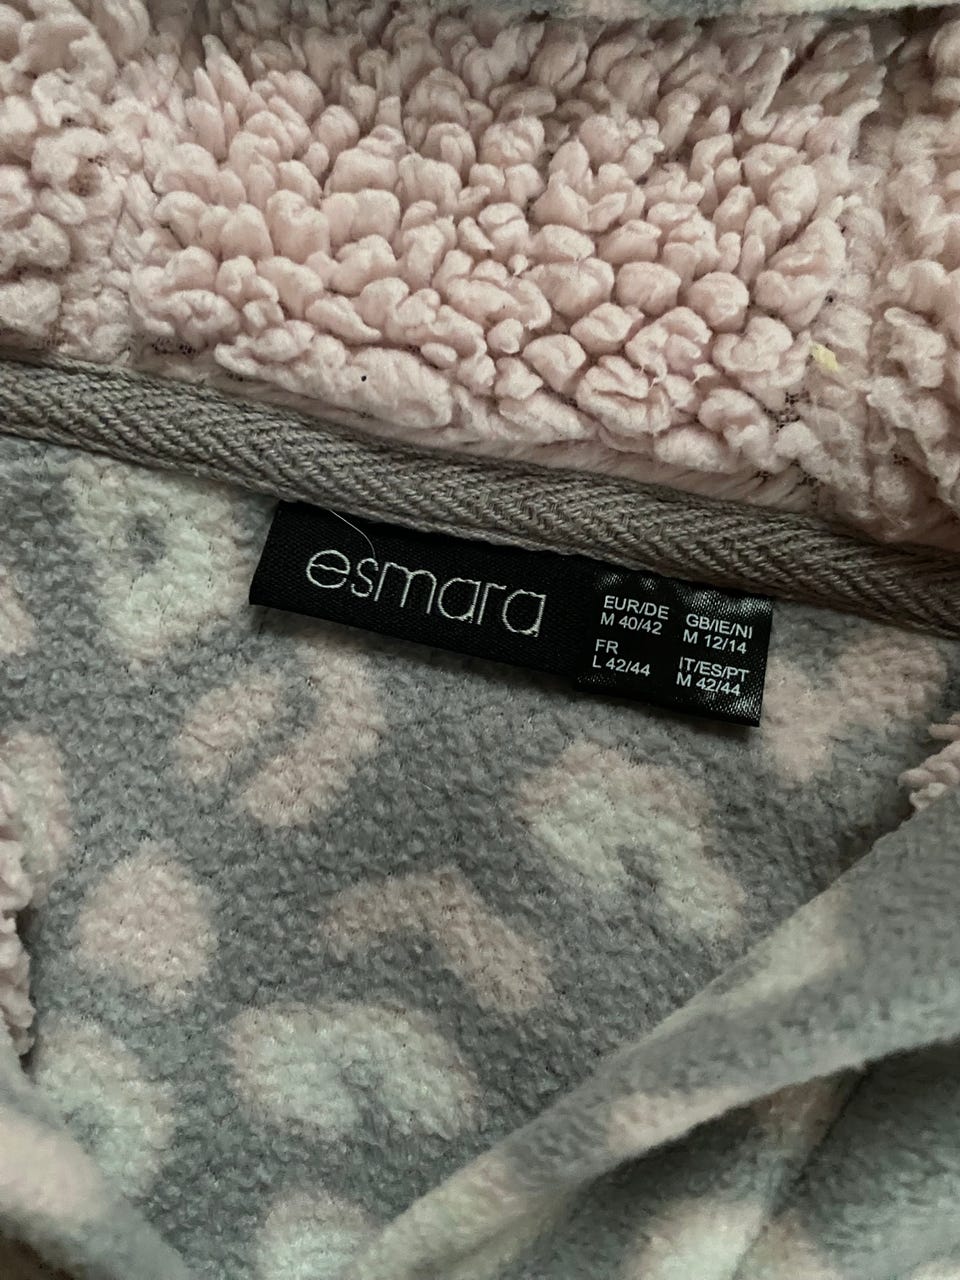 esmara
EUR/DE
M 40/42
GB/IE/NI
M 12/14
FR
L 42/44
IT/ES/PT
M 42/44